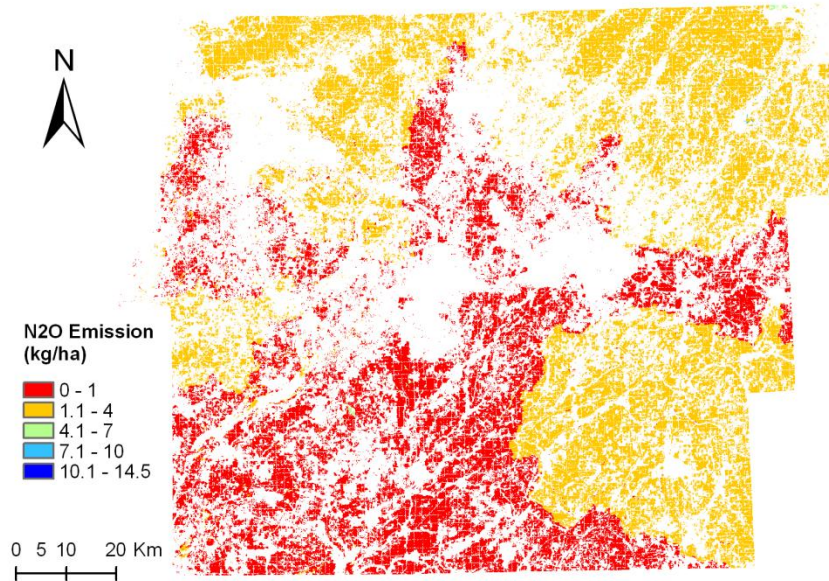 N
N2O Emission
(kg/ha)
0 - 1
1.1 - 4
4.1 - 7
7.1 - 10
10.1 - 14.5
0 5 10 20 Km